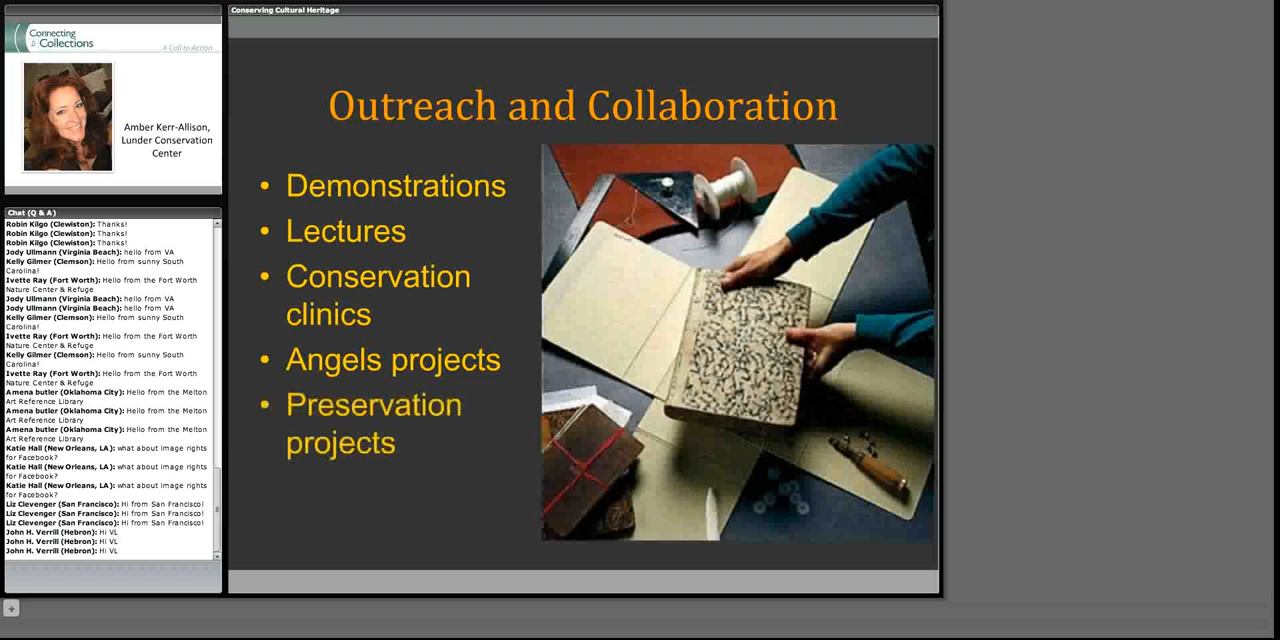 Conserving Cultural Heritage
Connecting
to Collections
A Call to Action
Amber Kerr-Allison,
Lunder Conservation
Center
Outreach and Collaboration
• Demonstrations
• Lectures
• Conservation
clinics
• Angels projects
• Preservation
projects
Chat (Q & A)
Robin Kilgo (Clewiston): Thanks!
Robin Kilgo (Clewiston): Thanks!
Robin Kilgo (Clewiston): Thanks!
Jody Ullmann (Virginia Beach): hello from VA
Kelly Gilmer (Clemson): Hello from sunny South
Carolina!
Ivette Ray (Fort Worth): Hello from the Fort Worth
Nature Center & Refuge
Jody Ullmann (Virginia Beach): hello from VA
Jody Ullmann (Virginia Beach): hello from VA
Kelly Gilmer (Clemson): Hello from sunny South
Carolina!
Ivette Ray (Fort Worth): Hello from the Fort Worth
Nature Center & Refuge
Kelly Gilmer (Clemson): Hello from sunny South
Carolina!
Ivette Ray (Fort Worth): Hello from the Fort Worth
Nature Center & Refuge
Amena butler (Oklahoma City): Hello from the Melton
Art Reference Library
Amena butler (Oklahoma City): Hello from the Melton
Art Reference Library
Amena butler (Oklahoma City): Hello from the Melton
Art Reference Library
Katie Hall (New Orleans, LA): what about image rights
for Facebook?
Katie Hall (New Orleans, LA): what about image rights
for Facebook?
Katie Hall (New Orleans, LA): what about image rights
for Facebook?
Liz Clevenger (San Francisco): Hi from San Francisco!
Liz Clevenger (San Francisco): Hi from San Francisco!
Liz Clevenger (San Francisco): Hi from San Francisco!
John H. Verrill (Hebron): Hi VL
John H. Verrill (Hebron): Hi VL
John H. Verrill (Hebron): Hi VL